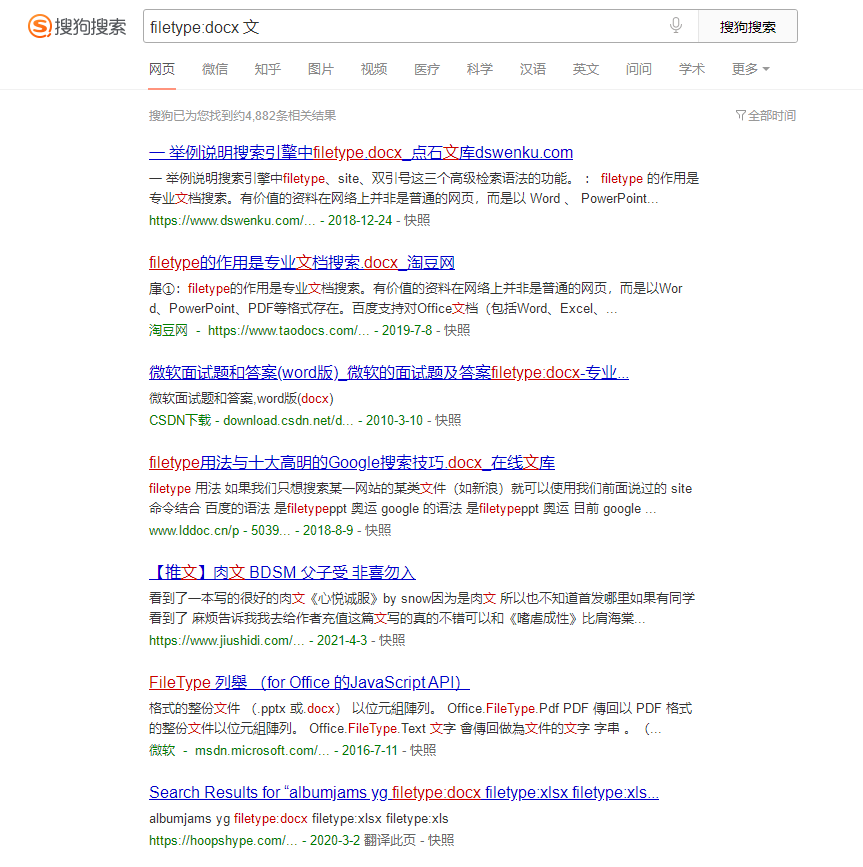 搜狗搜索
filetype:docx 文
搜狗搜索
网页 微信 知乎 图片 视频 医疗 科学 汉语 英文 问问 学术 更多
搜狗已为您找到约4,882条相关结果
全部时间
一 举例说明搜索引擎中filetype.docx_点石文库dswenku.com
一 举例说明搜索引擎中filetype、site、双引号这三个高级检索语法的功能。 : filetype 的作用是
专业文档搜索。有价值的资料在网络上并非是普通的网页，而是以 Word 、 PowerPoint...
https://www.dswenku.com/... - 2018-12-24 - 快照
filetype的作用是专业文档搜索.docx_淘豆网
①：filetype的作用是专业文档搜索。有价值的资料在网络上并非是普通的网页，而是以Wor
d、PowerPoint、PDF等格式存在。百度支持对Office文档（包括Word、Excel、...
淘豆网 - https://www.taodocs.com/... - 2019-7-8 - 快照
微软面试题和答案(word版)_微软的面试题及答案filetype:docx-专业...
微软面试题和答案,word版(docx)
CSDN下载 - download.csdn.net/d... - 2010-3-10 - 快照
filetype用法与十大高明的Google搜索技巧.docx_在线文库
filetype 用法 如果我们只想搜索某一网站的某类文件（如新浪）就可以使用我们前面说过的 site
命令结合 百度的语法 是filetypeppt 奥运 google 的语法 是filetypeppt 奥运 目前 google ...
www.lddoc.cn/p - 5039... - 2018-8-9 - 快照
【推文】肉文 BDSM 父子受 非喜勿入
看到了一本写的很好的肉文《心悦诚服》by snow因为是肉文 所以也不知道首发哪里如果有同学
看到了 麻烦告诉我我去给作者充值这篇文写的真的不错可以和《嗜虐成性》比肩海棠...
https://www.jiushidi.com/... - 2021-4-3 - 快照
FileType 列舉 （for Office 的JavaScript API）
格式的整份文件 （.pptx 或.docx） 以位元組陣列。 Office.FileType.Pdf PDF 傳回以 PDF 格式
的整份文件以位元組陣列。 Office.FileType.Text 文字 會傳回做為文件的文字 字串 。 （...
微软 - msdn.microsoft.com/... - 2016-7-11 - 快照
Search Results for “albumjams yg filetype:docx filetype:xlsx filetype:xls...
albumjams yg filetype:docx filetype:xlsx filetype:xls
https://hoopshype.com/... - 2020-3-2 翻译此页 - 快照